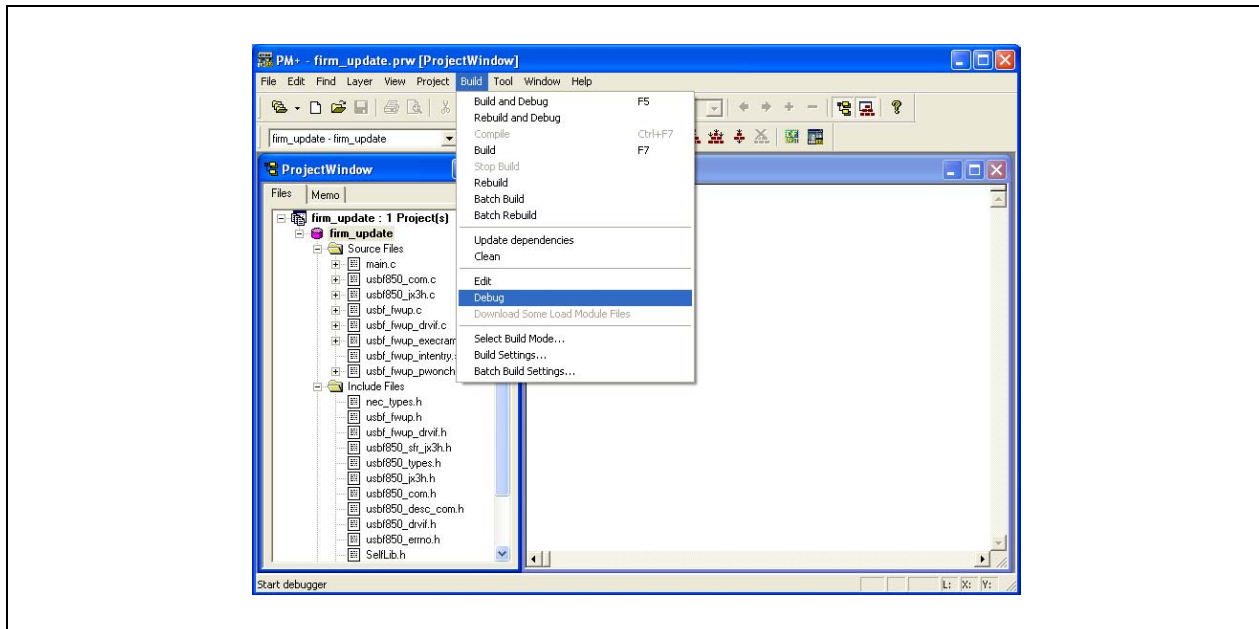 PM+ - firm_update.prw [ProjectWindow]
File Edit Find Layer View Project Build Tool Window Help
firm_update - firm_update
Build and Debug F5
Rebuild and Debug
Compile Ctrl+F7
Build F7
Stop Build
Rebuild
Batch Build
Batch Rebuild
Update dependencies
Clean
Edit
Debug
Download Some Load Module Files
Select Build Mode...
Build Settings...
Batch Build Settings...
ProjectWindow
Files Memo
firm_update : 1 Project(s)
firm_update
Source Files
main.c
usbf850_com.c
usbf850_jx3h.c
usbf_fwup.c
usbf_fwup_drvif.c
usbf_fwup_execram
usbf_fwup_intentry.
usbf_fwup_pwonch
Include Files
nec_types.h
usbf_fwup.h
usbf_fwup_drvif.h
usbf850_sfr_jx3h.h
usbf850_types.h
usbf850_jx3h.h
usbf850_com.h
usbf850_desc_com.h
usbf850_drvif.h
usbf850_errno.h
SelfLib.h
Start debugger L: X: Y: